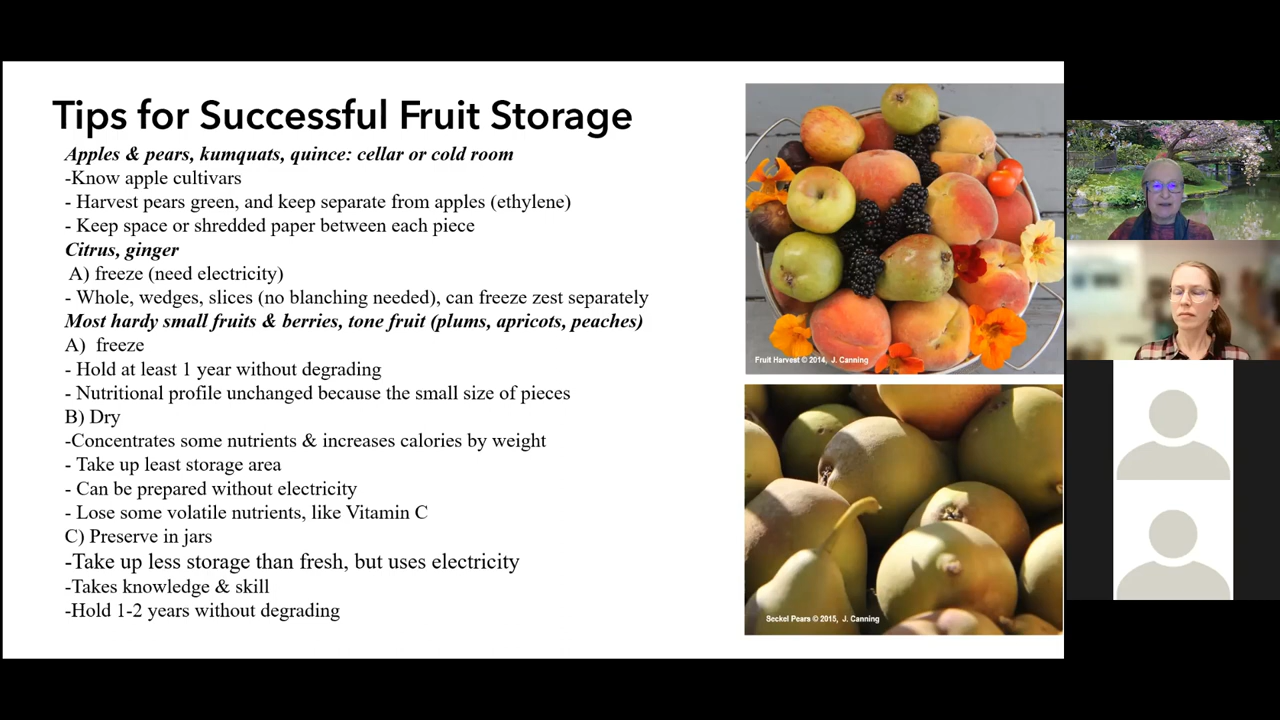 Tips for Successful Fruit Storage
Apples & pears, kumquats, quince: cellar or cold room
-Know apple cultivars
- Harvest pears green, and keep separate from apples (ethylene)
- Keep space or shredded paper between each piece
Citrus, ginger
A) freeze (need electricity)
- Whole, wedges, slices (no blanching needed), can freeze zest separately
Most hardy small fruits & berries, tone fruit (plums, apricots, peaches)
A) freeze
- Hold at least 1 year without degrading
- Nutritional profile unchanged because the small size of pieces
B) Dry
-Concentrates some nutrients & increases calories by weight
- Take up least storage area
- Can be prepared without electricity
- Lose some volatile nutrients, like Vitamin C
C) Preserve in jars
-Take up less storage than fresh, but uses electricity
-Takes knowledge & skill
-Hold 1-2 years without degrading
Fruit Harvest © 2014, J. Canning
Seckel Pears © 2015, J. Canning